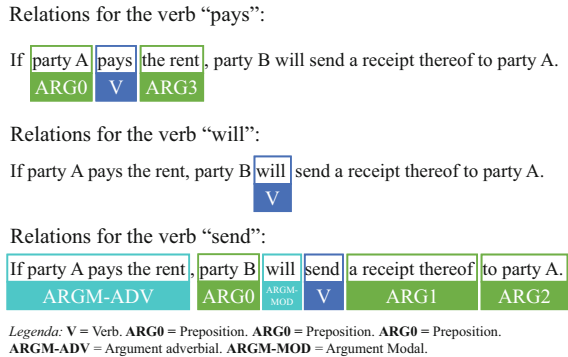 Relations for the verb “pays”:
If party A pays the rent, party B will send a receipt thereof to party A.
ARG0 V ARG3
Relations for the verb “will”:
If party A pays the rent, party B will send a receipt thereof to party A.
V
Relations for the verb “send”:
If party A pays the rent, party B will send a receipt thereof to party A.
ARGM-ADV ARG0 ARGM-MOD V ARG1 ARG2
Legenda: V = Verb. ARG0 = Preposition. ARG0 = Preposition. ARG0 = Preposition.
ARGM-ADV = Argument adverbial. ARGM-MOD = Argument Modal.